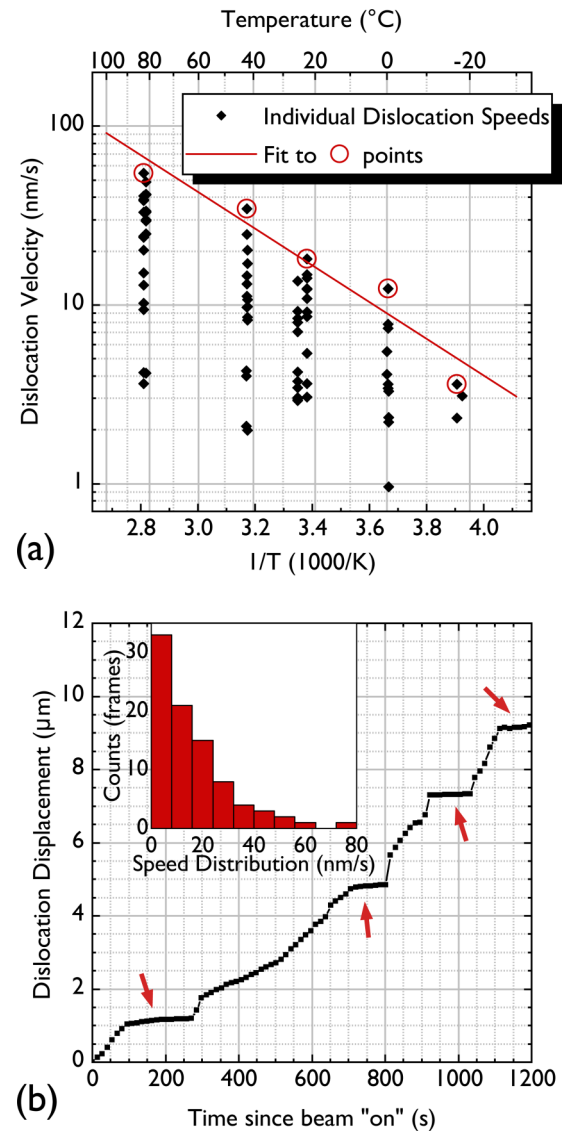 Temperature (°C)
100 80 60 40 20 0 -20
Individual Dislocation Speeds
Fit to points
100
10
1
Dislocation Velocity (nm/s)
2.8 3.0 3.2 3.4 3.6 3.8 4.0
1/T (1000/K)
(a)
12
10
8
6
4
2
0
Dislocation Displacement (µm)
30
20
10
0
Counts (frames)
0 20 40 60 80
Speed Distribution (nm/s)
0 200 400 600 800 1000 1200
Time since beam "on" (s)
(b)